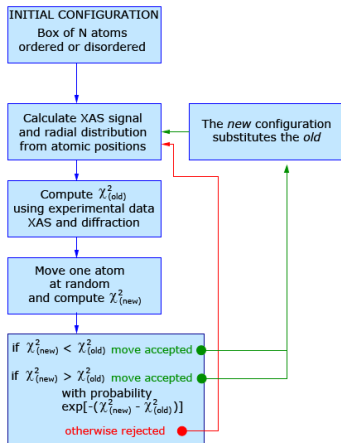 INITIAL CONFIGURATION
Box of N atoms
ordered or disordered
Calculate XAS signal
and radial distribution
from atomic positions
The new configuration
substitutes the old
Compute χ²(old)
using experimental data
XAS and diffraction
Move one atom
at random
and compute χ²(new)
if χ²(new) < χ²(old) move accepted
if χ²(new) > χ²(old) move accepted
with probability
exp[-(χ²(new) - χ²(old))]
otherwise rejected